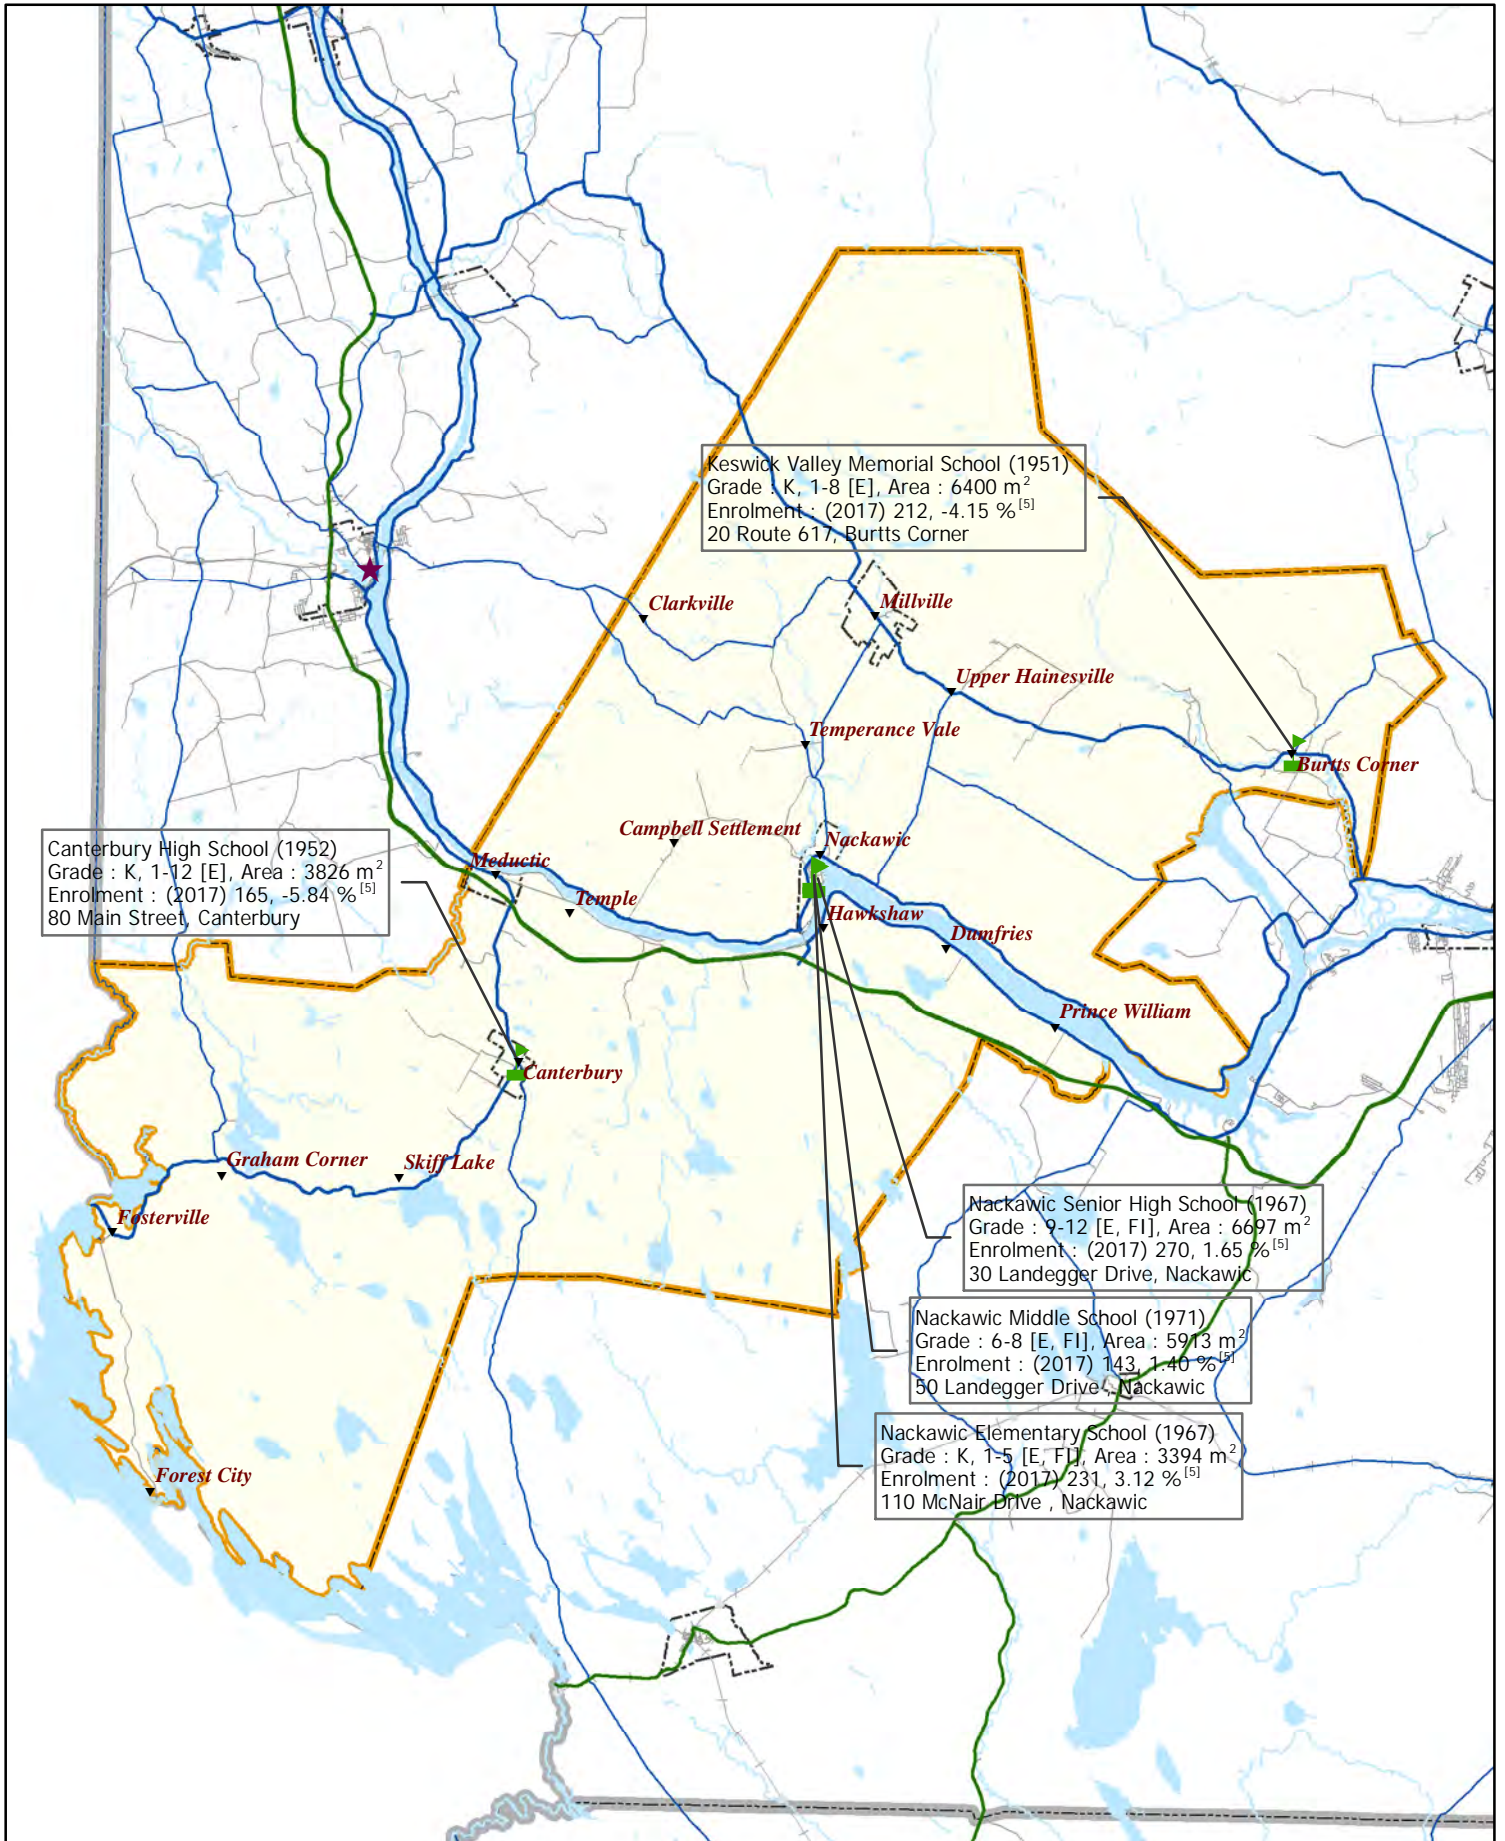 Keswick Valley Memorial School (1951)
Grade : K, 1-8 [E], Area : 6400 m²
Enrolment : (2017) 212, -4.15 % [5]
20 Route 617, Burtts Corner
Clarkville
Millville
Upper Hainesville
Temperance Vale
Burtts Corner
Campbell Settlement
Nackawic
Canterbury High School (1952)
Grade : K, 1-12 [E], Area : 3826 m²
Enrolment : (2017) 165, -5.84 % [5]
80 Main Street, Canterbury
Meductic
Temple
Hawkshaw
Dumfries
Prince William
Canterbury
Graham Corner
Skiff Lake
Fosterville
Nackawic Senior High School (1967)
Grade : 9-12 [E, FI], Area : 6697 m²
Enrolment : (2017) 270, 1.65 % [5]
30 Landegger Drive, Nackawic
Nackawic Middle School (1971)
Grade : 6-8 [E, FI], Area : 5913 m²
Enrolment : (2017) 143, 1.40 % [5]
50 Landegger Drive , Nackawic
Nackawic Elementary School (1967)
Grade : K, 1-5 [E, FI], Area : 3394 m²
Enrolment : (2017) 231, 3.12 % [5]
110 McNair Drive , Nackawic
Forest City